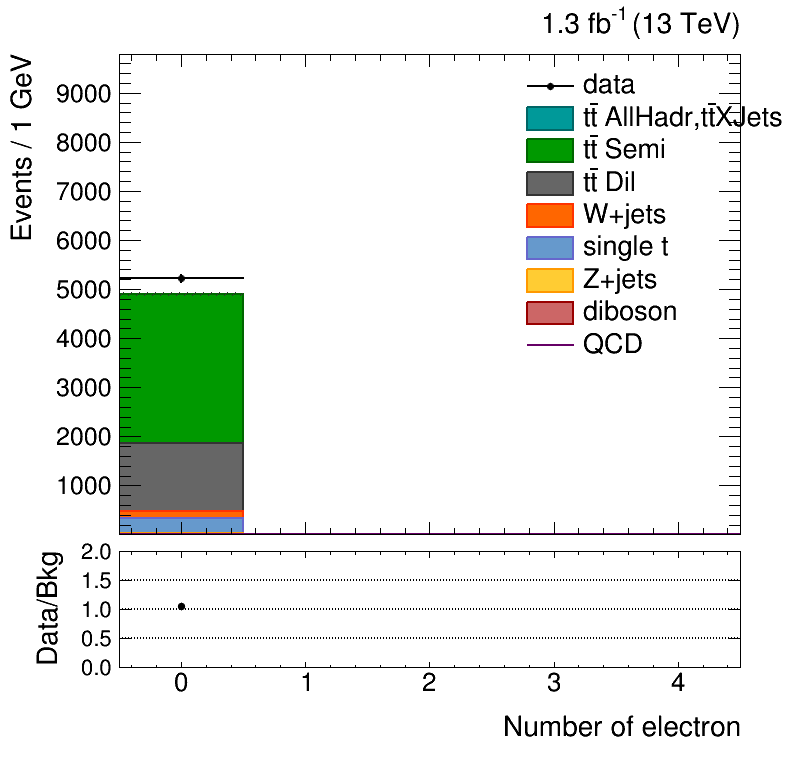 1.3 fb⁻¹ (13 TeV)
Events / 1 GeV
9000
8000
7000
6000
5000
4000
3000
2000
1000
data
tt̄ AllHadr,tt̄XJets
tt̄ Semi
tt̄ Dil
W+jets
single t
Z+jets
diboson
QCD
Data/Bkg
2.0
1.5
1.0
0.5
0.0
0 1 2 3 4
Number of electron